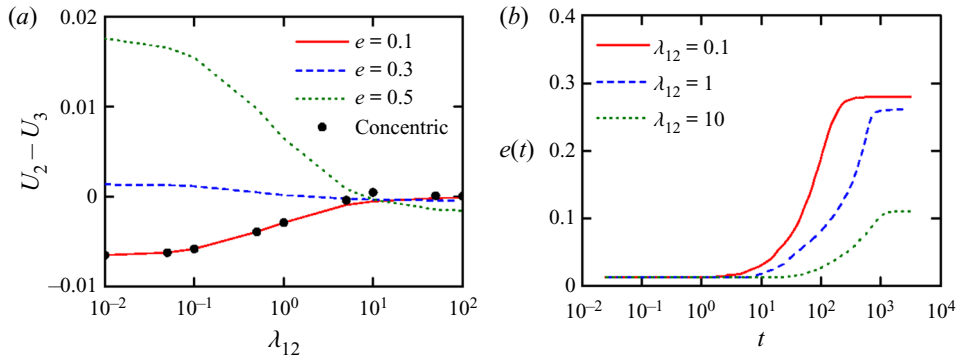 (a)
0.02
0.01
0
−0.01
U2 − U3
e = 0.1
e = 0.3
e = 0.5
Concentric
10–2 10–1 100 101 102
λ12
(b)
0.4
0.3
0.2
0.1
0
e(t)
λ12 = 0.1
λ12 = 1
λ12 = 10
10–2 10–1 100 101 102 103 104
t